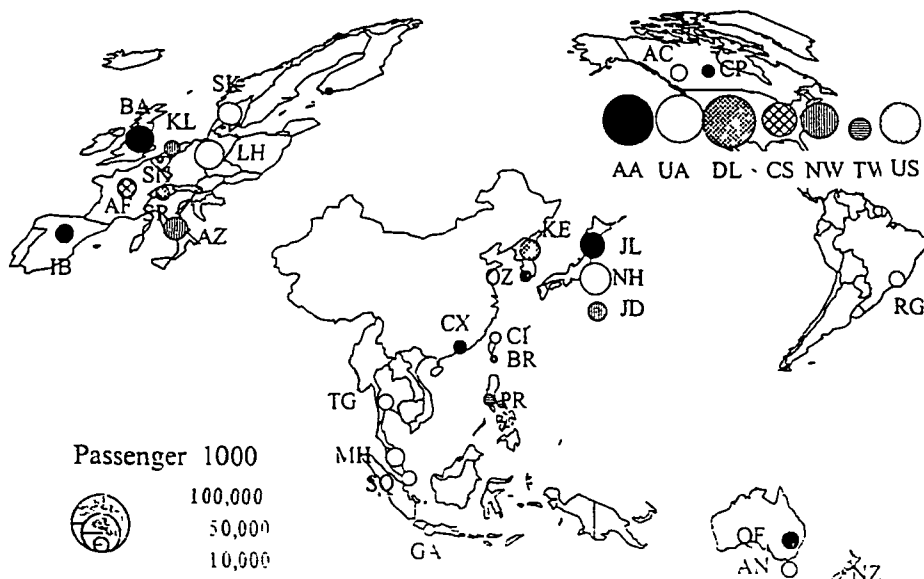 SK
AC
CP
BA
KL
LH
SN
AF
SR
AZ
IB
AA UA DL CS NW TW US
KE
JL
OZ
NH
JD
RG
CX
CI
BR
TG
PR
MH
SQ
GA
Passenger 1000
100,000
50,000
10,000
QF
AN
NZ